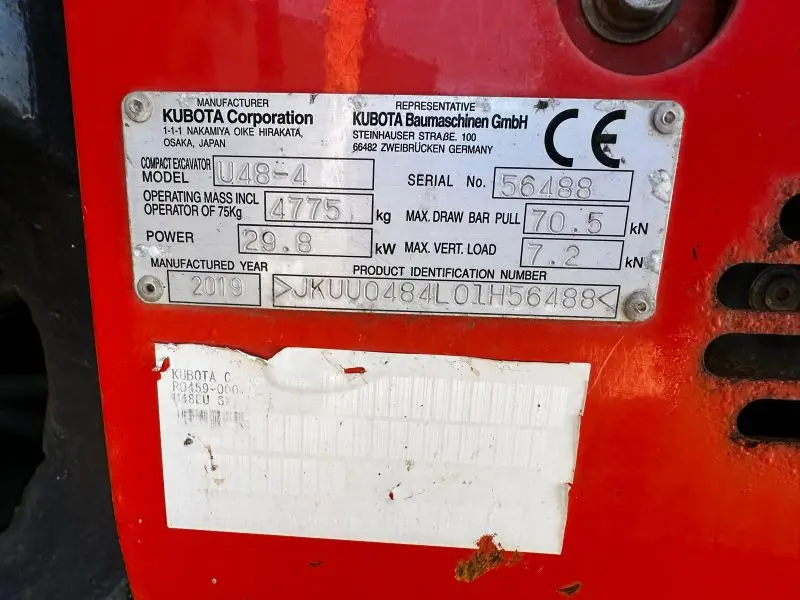 MANUFACTURER
KUBOTA Corporation
1-1-1 NAKAMIYA OIKE HIRAKATA,
OSAKA, JAPAN
REPRESENTATIVE
KUBOTA Baumaschinen GmbH
STEINHAUSER STRAßE. 100
66482 ZWEIBRÜCKEN GERMANY
CE
COMPACT EXCAVATOR
MODEL U48-4
SERIAL No. 56488
OPERATING MASS INCL
OPERATOR OF 75Kg 4775 kg
MAX. DRAW BAR PULL 70.5 kN
POWER 29.8 kW
MAX. VERT. LOAD 7.2 kN
MANUFACTURED YEAR
2019
PRODUCT IDENTIFICATION NUMBER
>JKUU0484L01H56488<
KUBOTA C
RD459-000
U48EU